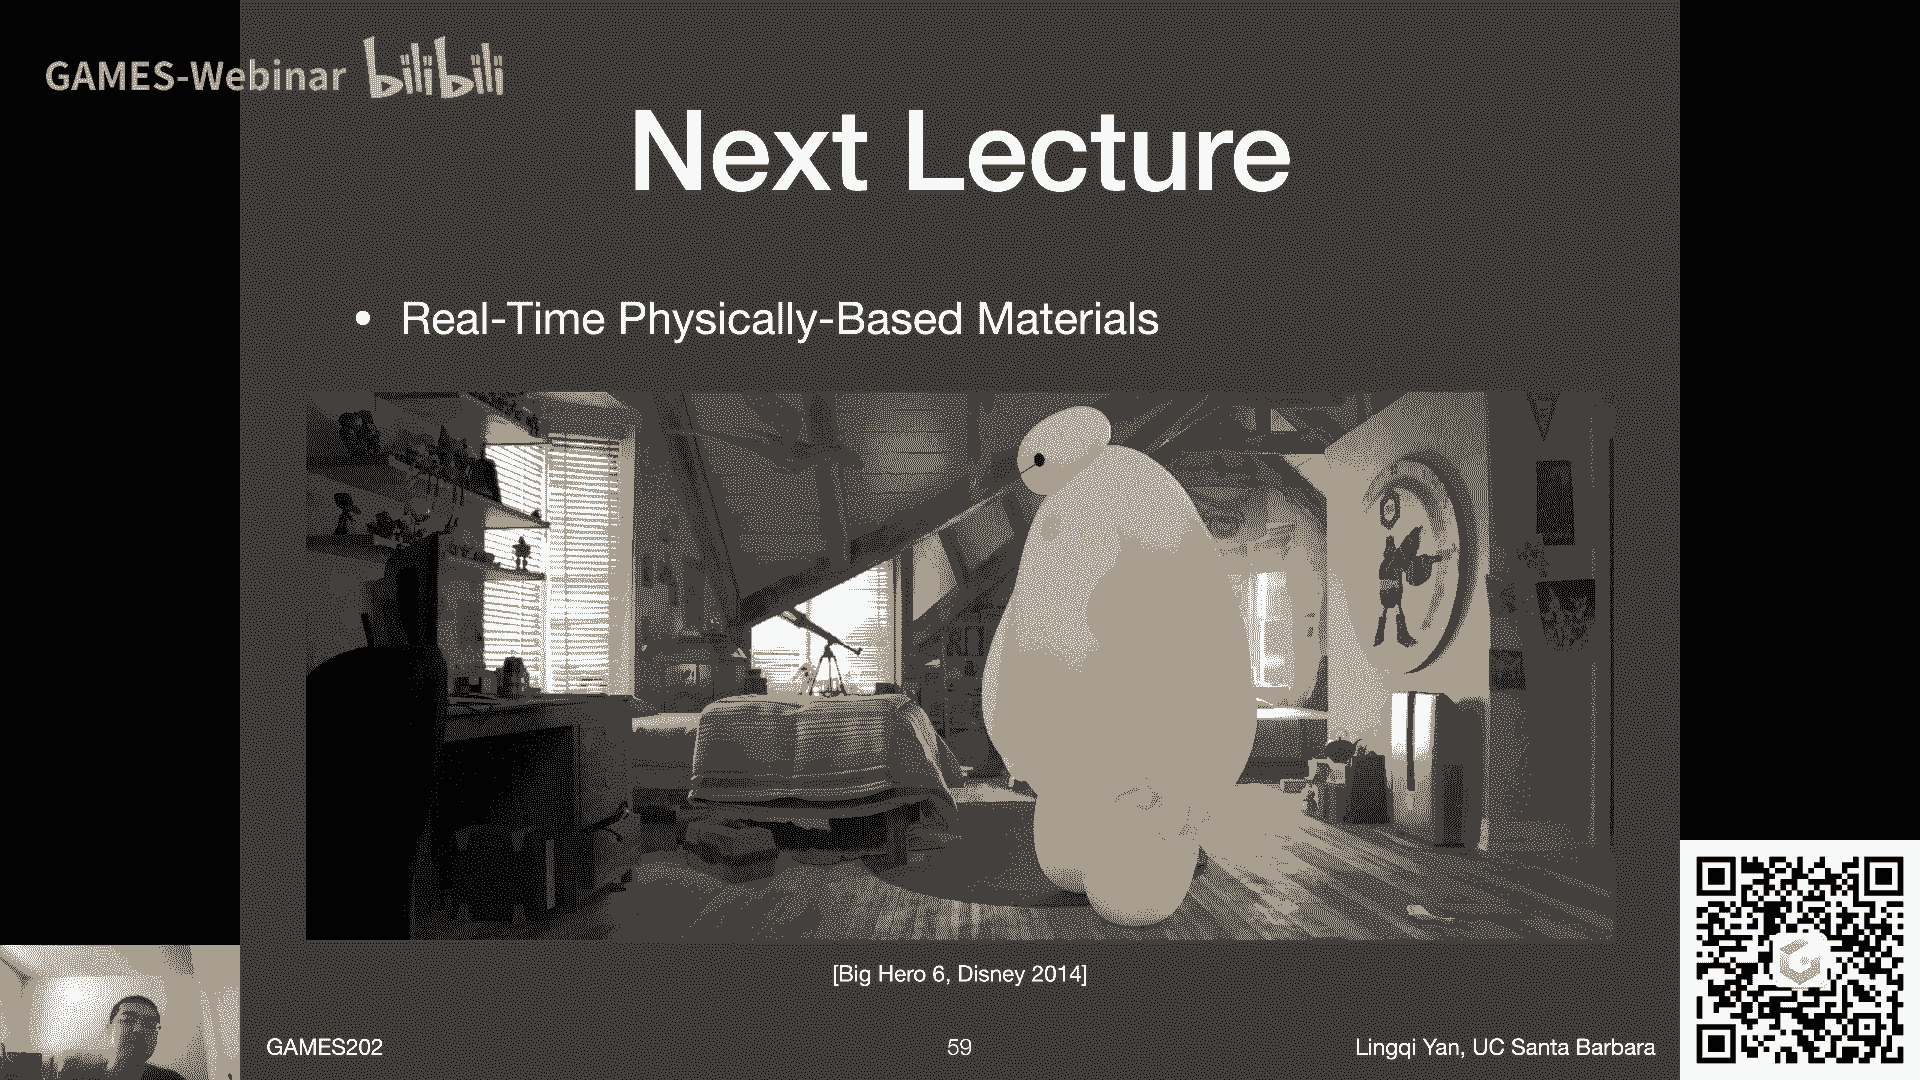 GAMES-Webinar bilibili
Next Lecture
• Real-Time Physically-Based Materials
[Big Hero 6, Disney 2014]
GAMES202
59
Lingqi Yan, UC Santa Barbara